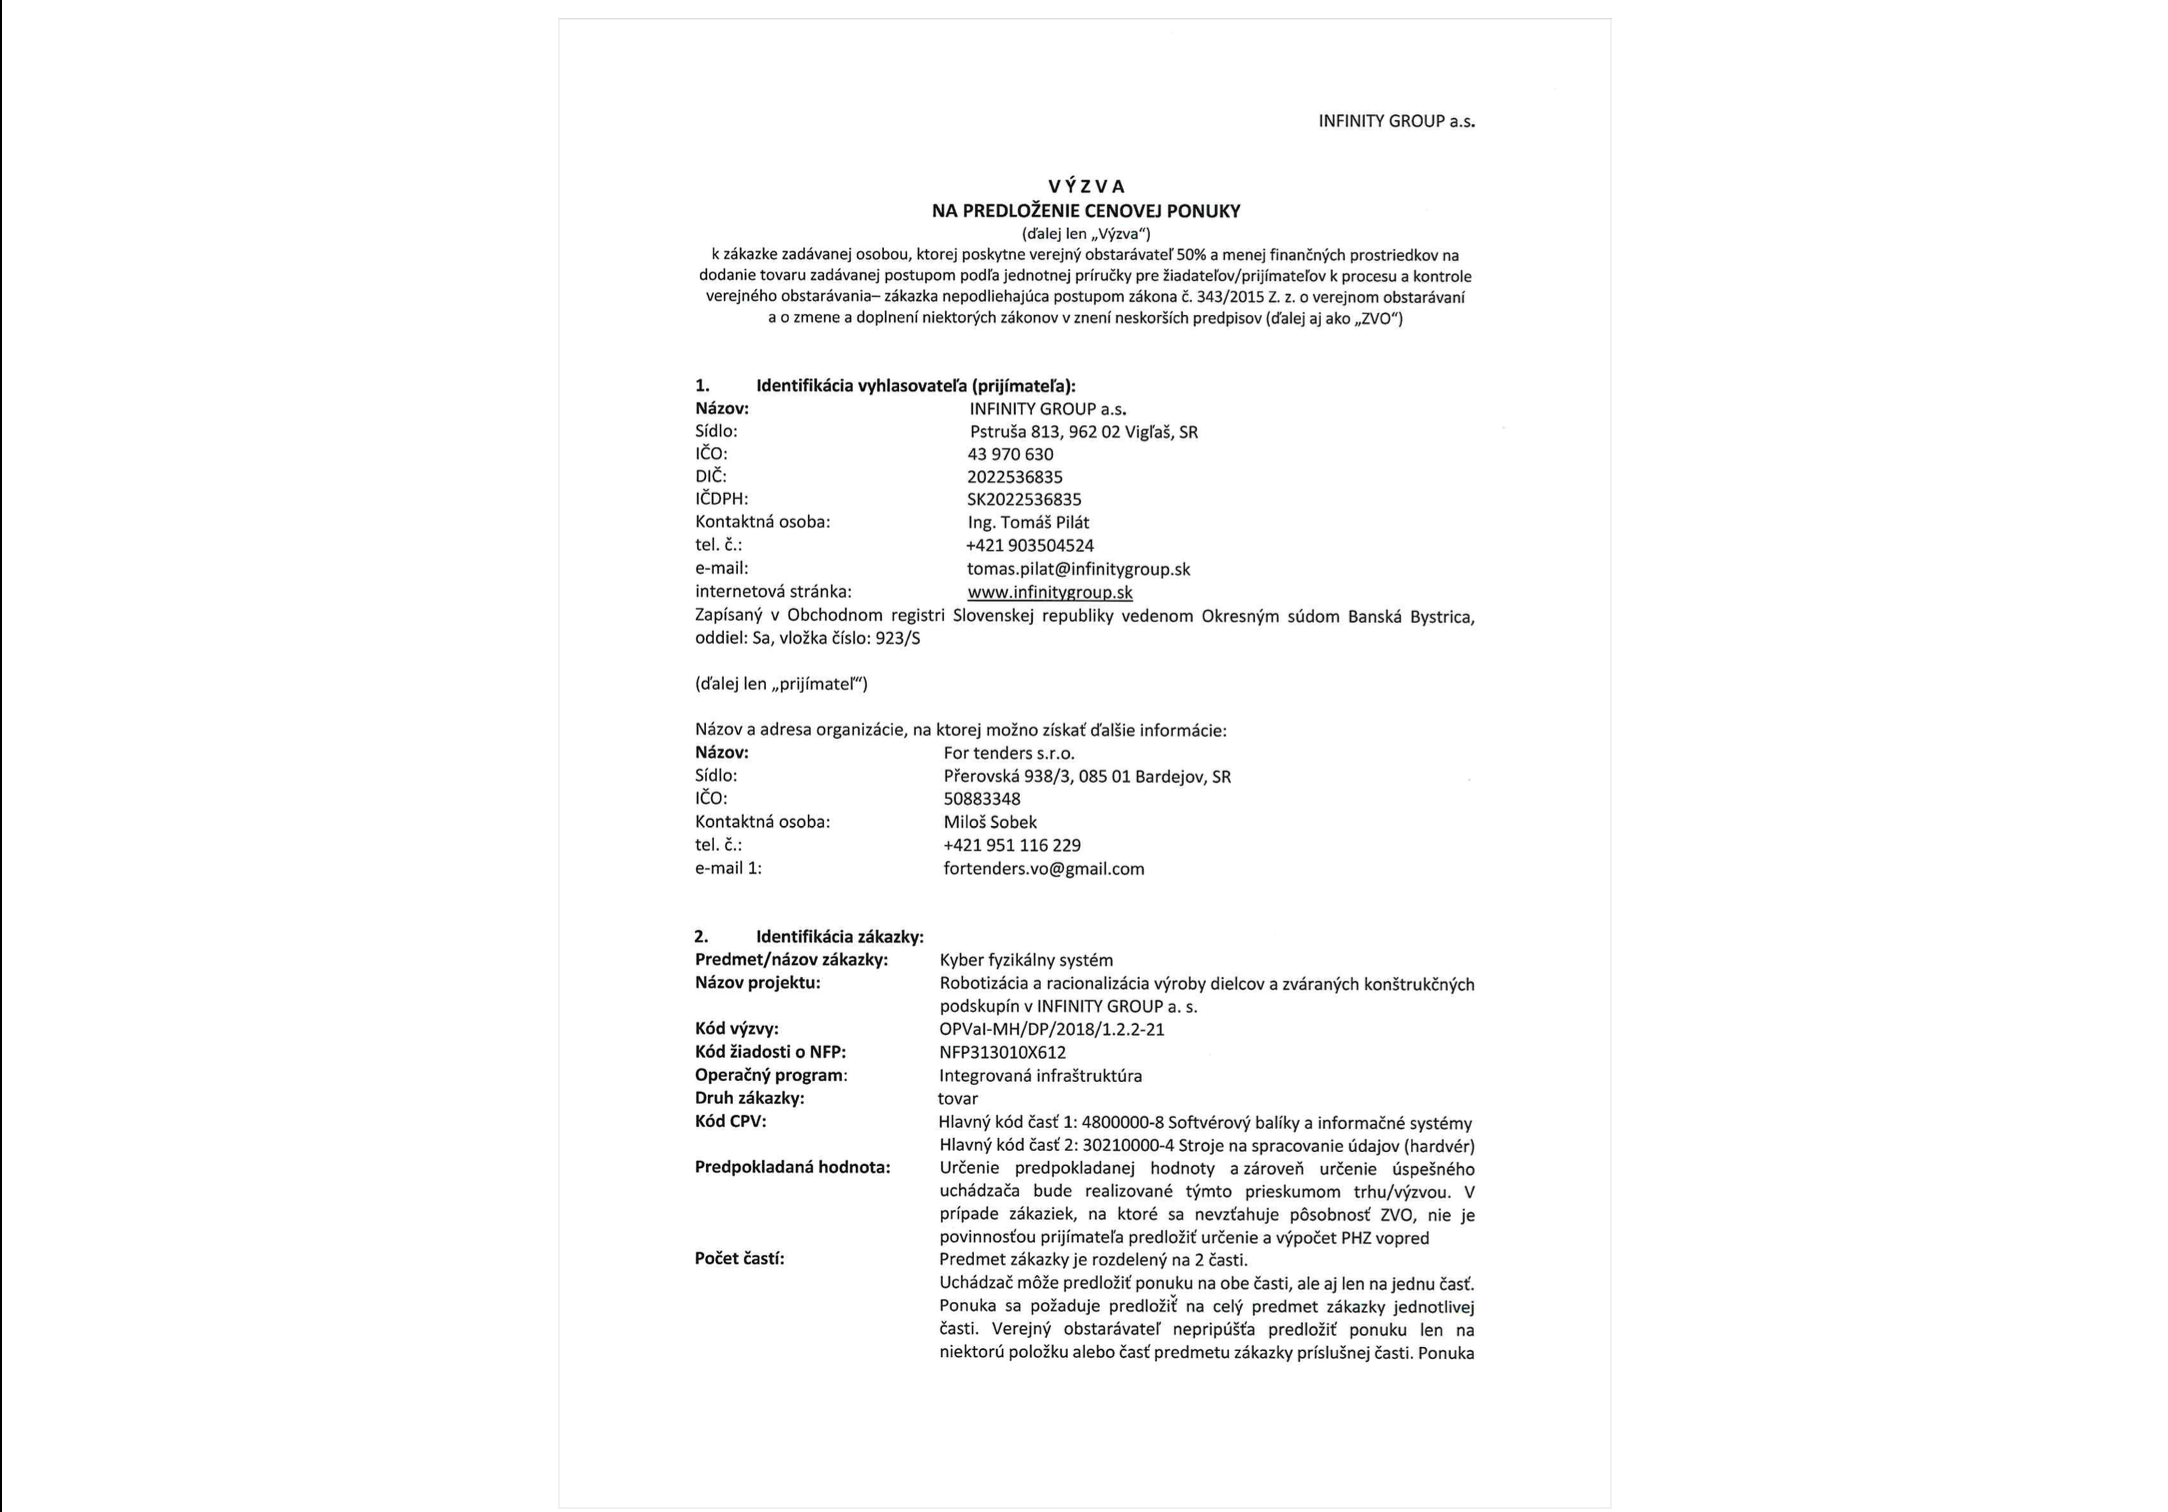 INFINITY GROUP a.s.
V Ý Z V A
NA PREDLOŽENIE CENOVEJ PONUKY
(ďalej len „Výzva“)
k zákazke zadávanej osobou, ktorej poskytne verejný obstarávateľ 50% a menej finančných prostriedkov na
dodanie tovaru zadávanej postupom podľa jednotnej príručky pre žiadateľov/prijímateľov k procesu a kontrole
verejného obstarávania– zákazka nepodliehajúca postupom zákona č. 343/2015 Z. z. o verejnom obstarávaní
a o zmene a doplnení niektorých zákonov v znení neskorších predpisov (ďalej aj ako „ZVO“)
1. Identifikácia vyhlasovateľa (prijímateľa):
Názov: INFINITY GROUP a.s.
Sídlo: Pstruša 813, 962 02 Vigľaš, SR
IČO: 43 970 630
DIČ: 2022536835
IČDPH: SK2022536835
Kontaktná osoba: Ing. Tomáš Pilát
tel. č.: +421 903504524
e-mail: tomas.pilat@infinitygroup.sk
internetová stránka: www.infinitygroup.sk
Zapísaný v Obchodnom registri Slovenskej republiky vedenom Okresným súdom Banská Bystrica,
oddiel: Sa, vložka číslo: 923/S
(ďalej len „prijímateľ“)
Názov a adresa organizácie, na ktorej možno získať ďalšie informácie:
Názov: For tenders s.r.o.
Sídlo: Přerovská 938/3, 085 01 Bardejov, SR
IČO: 50883348
Kontaktná osoba: Miloš Sobek
tel. č.: +421 951 116 229
e-mail 1: fortenders.vo@gmail.com
2. Identifikácia zákazky:
Predmet/názov zákazky: Kyber fyzikálny systém
Názov projektu: Robotizácia a racionalizácia výroby dielcov a zváraných konštrukčných
podskupín v INFINITY GROUP a. s.
Kód výzvy: OPVaI-MH/DP/2018/1.2.2-21
Kód žiadosti o NFP: NFP313010X612
Operačný program: Integrovaná infraštruktúra
Druh zákazky: tovar
Kód CPV: Hlavný kód časť 1: 4800000-8 Softvérový balíky a informačné systémy
Hlavný kód časť 2: 30210000-4 Stroje na spracovanie údajov (hardvér)
Predpokladaná hodnota: Určenie predpokladanej hodnoty a zároveň určenie úspešného
uchádzača bude realizované týmto prieskumom trhu/výzvou. V
prípade zákaziek, na ktoré sa nevzťahuje pôsobnosť ZVO, nie je
povinnosťou prijímateľa predložiť určenie a výpočet PHZ vopred
Počet častí: Predmet zákazky je rozdelený na 2 časti.
Uchádzač môže predložiť ponuku na obe časti, ale aj len na jednu časť.
Ponuka sa požaduje predložiť na celý predmet zákazky jednotlivej
časti. Verejný obstarávateľ nepripúšťa predložiť ponuku len na
niektorú položku alebo časť predmetu zákazky príslušnej časti. Ponuka